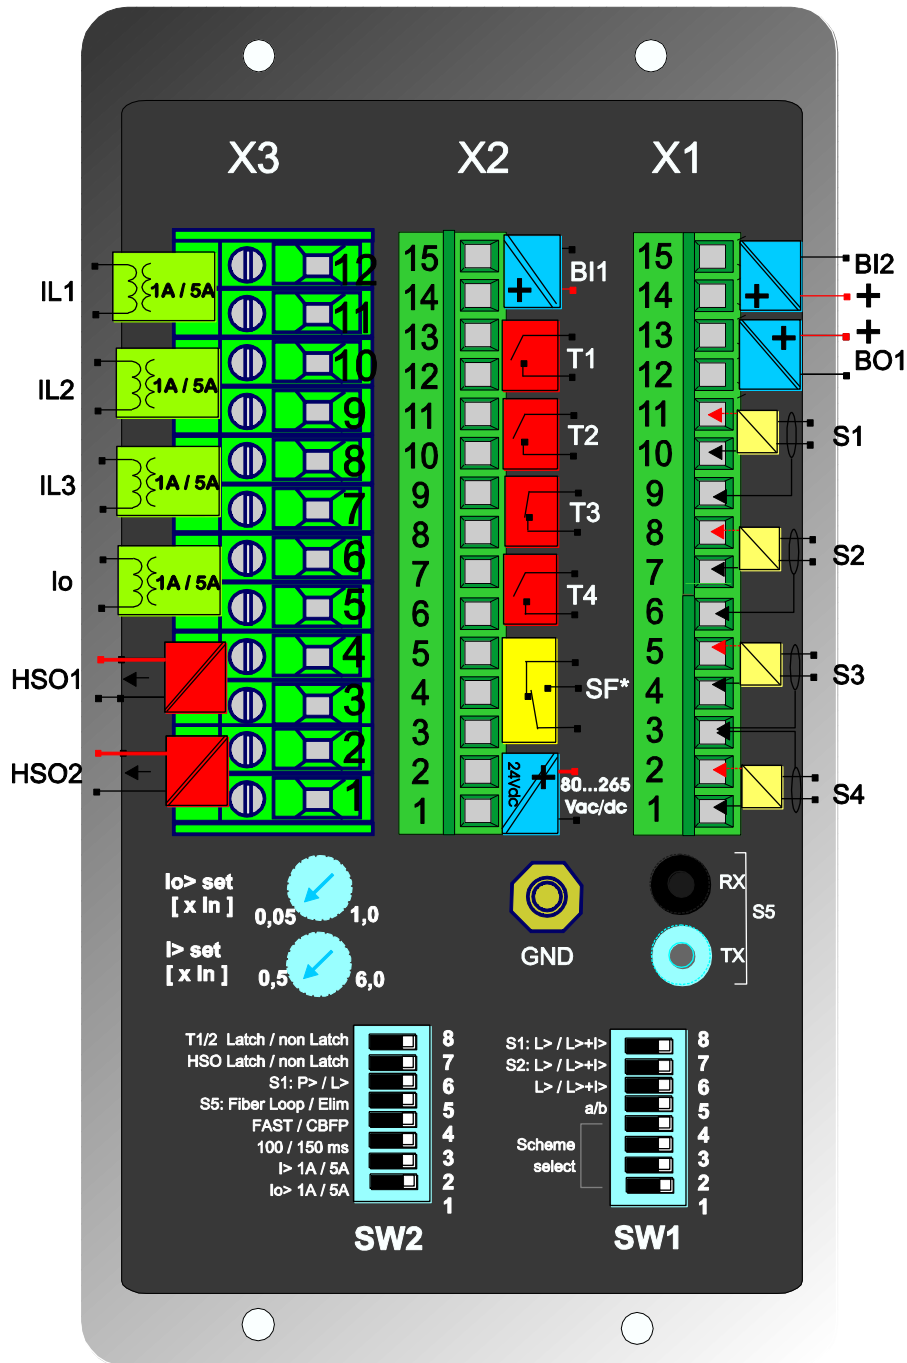 X3 X2 X1
IL1
1A / 5A
IL2
1A / 5A
IL3
1A / 5A
Io
1A / 5A
HSO1
HSO2
12
11
10
9
8
7
6
5
4
3
2
1
15
14
13
12
11
10
9
8
7
6
5
4
3
2
1
+
BI1
T1
T2
T3
T4
SF*
24Vdc
+
80...265
Vac/dc
15
14
13
12
11
10
9
8
7
6
5
4
3
2
1
+
+
BI2
+
+
BO1
S1
S2
S3
S4
Io> set
[ x In ]
0,05
1,0
I> set
[ x In ]
0,5
6,0
GND
RX
S5
TX
T1/2 Latch / non Latch
HSO Latch / non Latch
S1: P> / L>
S5: Fiber Loop / Elim
FAST / CBFP
100 / 150 ms
I> 1A / 5A
Io> 1A / 5A
8
7
6
5
4
3
2
1
SW2
S1: L> / L>+I>
S2: L> / L>+I>
L> / L>+I>
a/b
Scheme
select
8
7
6
5
4
3
2
1
SW1